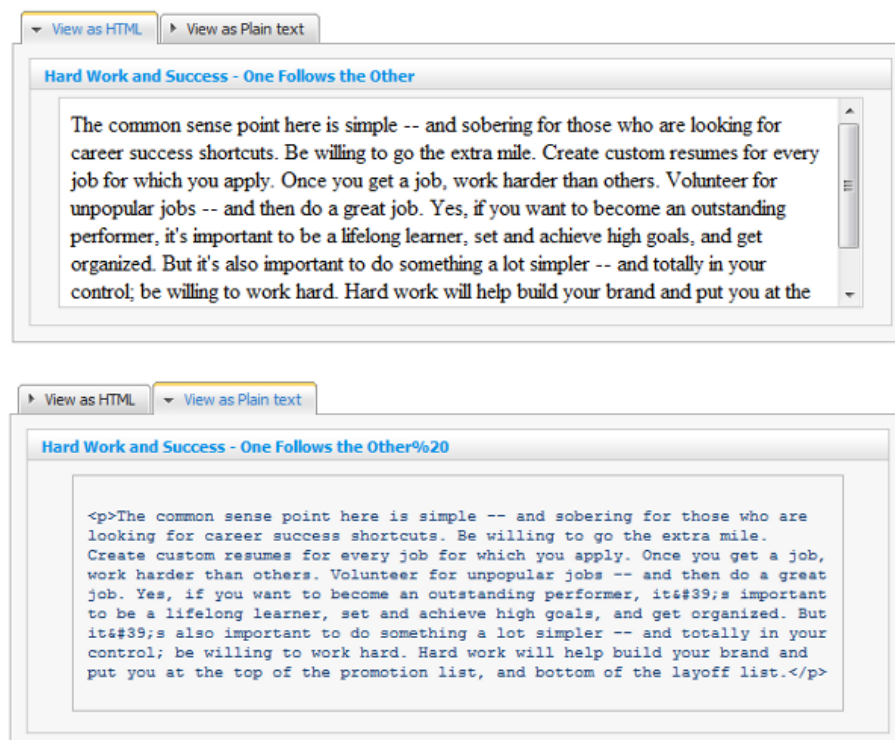 View as HTML View as Plain text
Hard Work and Success - One Follows the Other
The common sense point here is simple -- and sobering for those who are looking for
career success shortcuts. Be willing to go the extra mile. Create custom resumes for every
job for which you apply. Once you get a job, work harder than others. Volunteer for
unpopular jobs -- and then do a great job. Yes, if you want to become an outstanding
performer, it's important to be a lifelong learner, set and achieve high goals, and get
organized. But it's also important to do something a lot simpler -- and totally in your
control; be willing to work hard. Hard work will help build your brand and put you at the
View as HTML View as Plain text
Hard Work and Success - One Follows the Other%20
<p>The common sense point here is simple -- and sobering for those who are
looking for career success shortcuts. Be willing to go the extra mile.
Create custom resumes for every job for which you apply. Once you get a job,
work harder than others. Volunteer for unpopular jobs -- and then do a great
job. Yes, if you want to become an outstanding performer, it&#39;s important
to be a lifelong learner, set and achieve high goals, and get organized. But
it&#39;s also important to do something a lot simpler -- and totally in your
control; be willing to work hard. Hard work will help build your brand and
put you at the top of the promotion list, and bottom of the layoff list.</p>